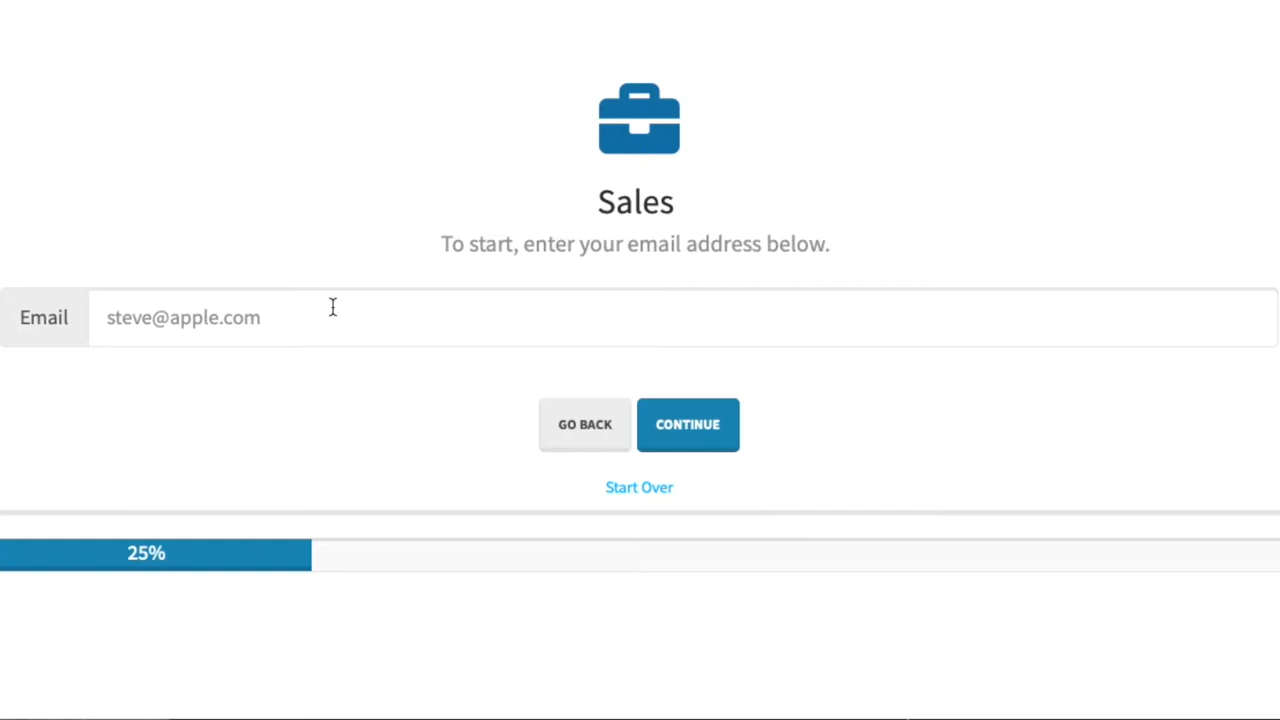 Sales
To start, enter your email address below.
Email steve@apple.com
GO BACK CONTINUE
Start Over
25%